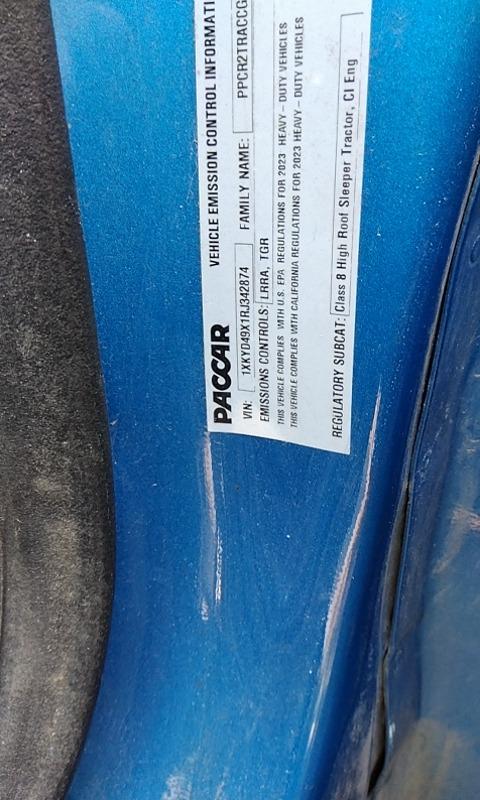 VEHICLE EMISSION CONTROL INFORMATI
PACCAR
VIN: 1XKYD49X1RJ342874 FAMILY NAME: PPCR2TRACCG
EMISSIONS CONTROLS: LRRA, TGR
THIS VEHICLE COMPLIES WITH U.S. EPA REGULATIONS FOR 2023 HEAVY - DUTY VEHICLES
THIS VEHICLE COMPLIES WITH CALIFORNIA REGULATIONS FOR 2023 HEAVY - DUTY VEHICLES
REGULATORY SUBCAT: Class 8 High Roof Sleeper Tractor, CI Eng